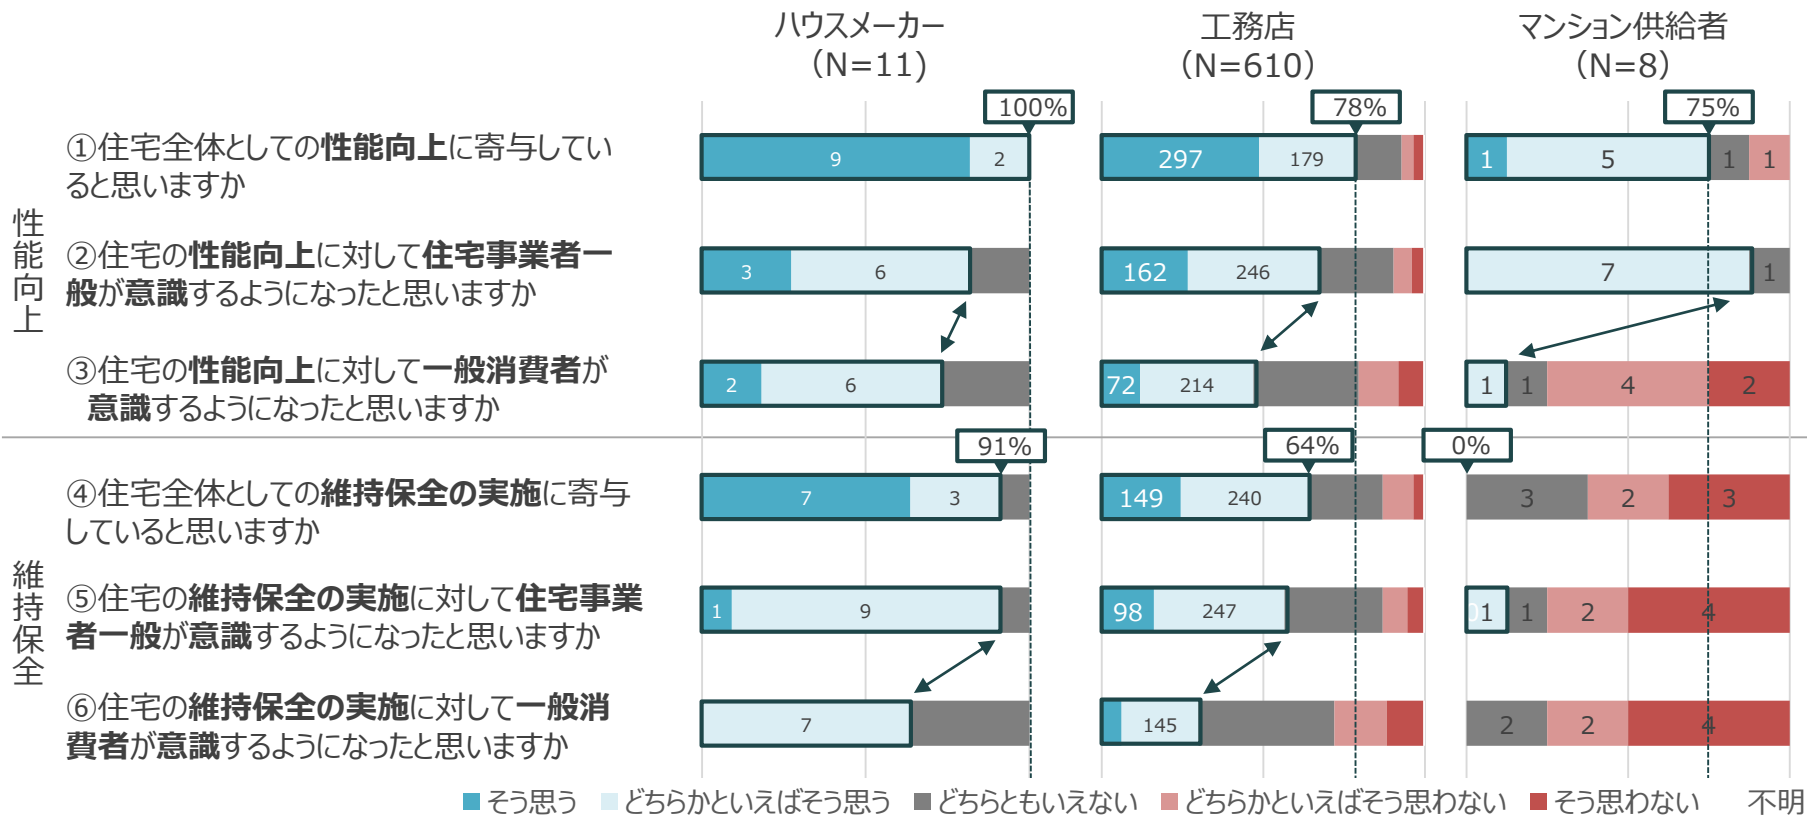 ハウスメーカー
（N=11)
工務店
（N=610）
マンション供給者
（N=8）
100%
78%
75%
性能向上
①住宅全体としての性能向上に寄与してい
ると思いますか
9 2
297 179
1 5 1 1
②住宅の性能向上に対して住宅事業者一
般が意識するようになったと思いますか
3 6
162 246
7 1
③住宅の性能向上に対して一般消費者が
意識するようになったと思いますか
2 6
72 214
1 1 4 2
91%
64%
0%
維持保全
④住宅全体としての維持保全の実施に寄与
していると思いますか
7 3
149 240
3 2 3
⑤住宅の維持保全の実施に対して住宅事業
者一般が意識するようになったと思いますか
1 9
98 247
0 1 1 2 4
⑥住宅の維持保全の実施に対して一般消
費者が意識するようになったと思いますか
7
145
2 2 4
そう思う どちらかといえばそう思う どちらともいえない どちらかといえばそう思わない そう思わない 不明